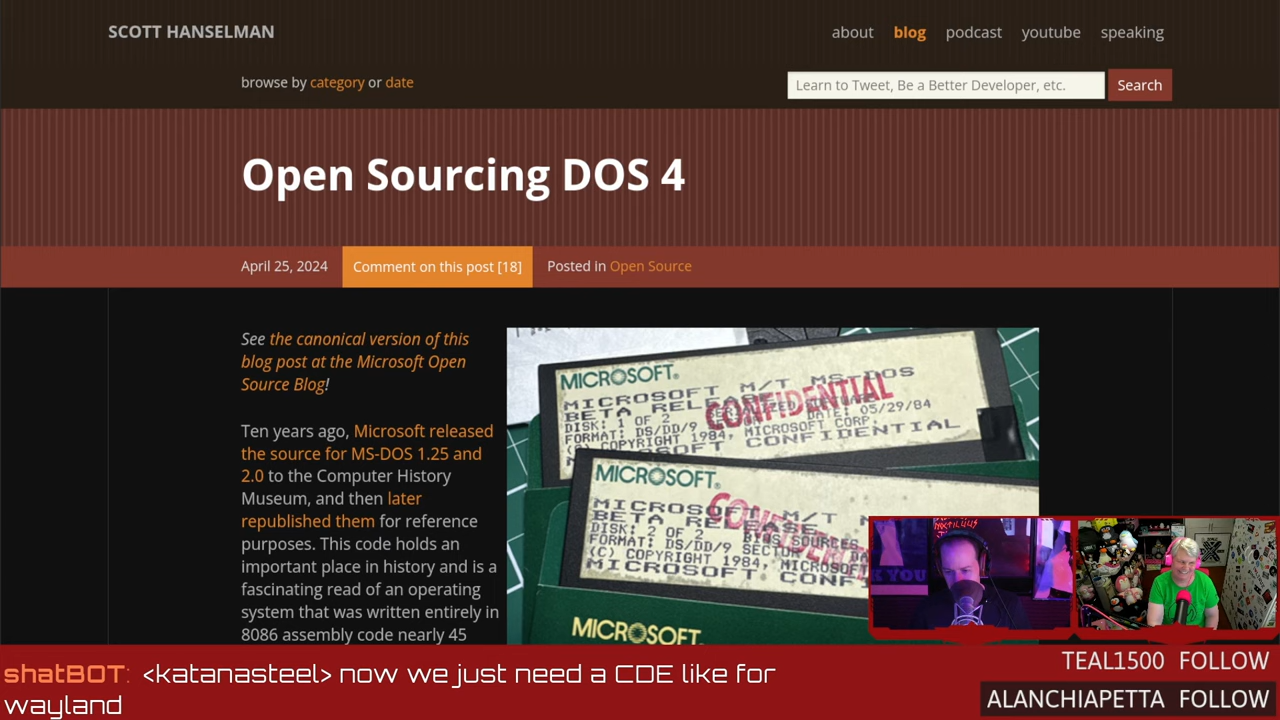 SCOTT HANSELMAN
about blog podcast youtube speaking
browse by category or date
Learn to Tweet, Be a Better Developer, etc.
Search
Open Sourcing DOS 4
April 25, 2024
Comment on this post [18]
Posted in Open Source
See the canonical version of this
blog post at the Microsoft Open
Source Blog!
Ten years ago, Microsoft released
the source for MS-DOS 1.25 and
2.0 to the Computer History
Museum, and then later
republished them for reference
purposes. This code holds an
important place in history and is a
fascinating read of an operating
system that was written entirely in
8086 assembly code nearly 45
MICROSOFT.
MICROSOFT M/T MS-DOS
BETA RELEASE
CONFIDENTIAL
DISK: 1 OF 2 DATE: 05/29/84
FORMAT: DS/DD/9 MICROSOFT CORP.
(C) COPYRIGHT 1984, MICROSOFT CONFIDENTIAL
MICROSOFT.
MICROSOFT M/T MS-DOS
BETA RELEASE
DISK: 2 OF 2 BIOS SOURCES
FORMAT: DS/DD/9 SECTOR
(C) COPYRIGHT 1984, MICROSOFT
MICROSOFT CONF
MICROSOFT.
shatBOT: <katanasteel> now we just need a CDE like for
wayland
TEAL1500 FOLLOW
ALANCHIAPETTA FOLLOW